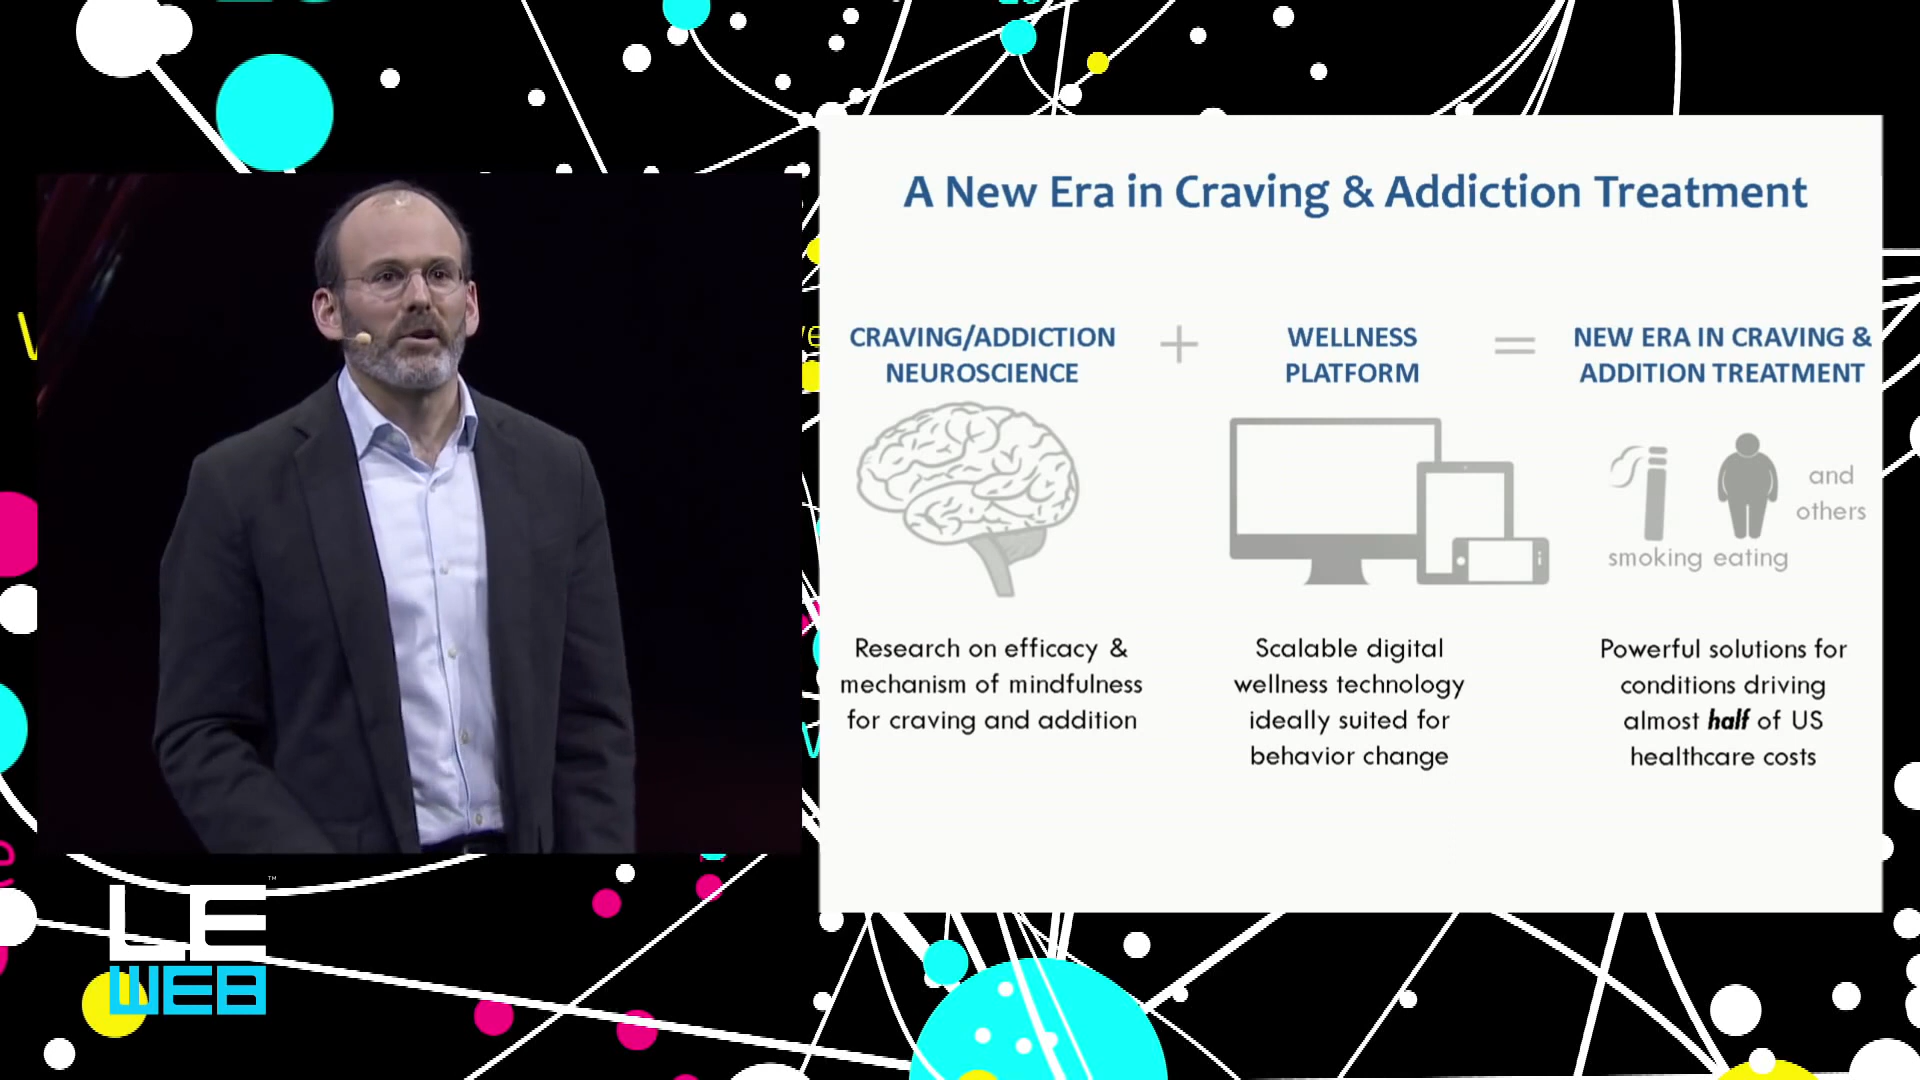 A New Era in Craving & Addiction Treatment
CRAVING/ADDICTION
NEUROSCIENCE
+
WELLNESS
PLATFORM
=
NEW ERA IN CRAVING &
ADDITION TREATMENT
and
others
smoking eating
Research on efficacy &
mechanism of mindfulness
for craving and addition
Scalable digital
wellness technology
ideally suited for
behavior change
Powerful solutions for
conditions driving
almost half of US
healthcare costs
LE
WEB
™